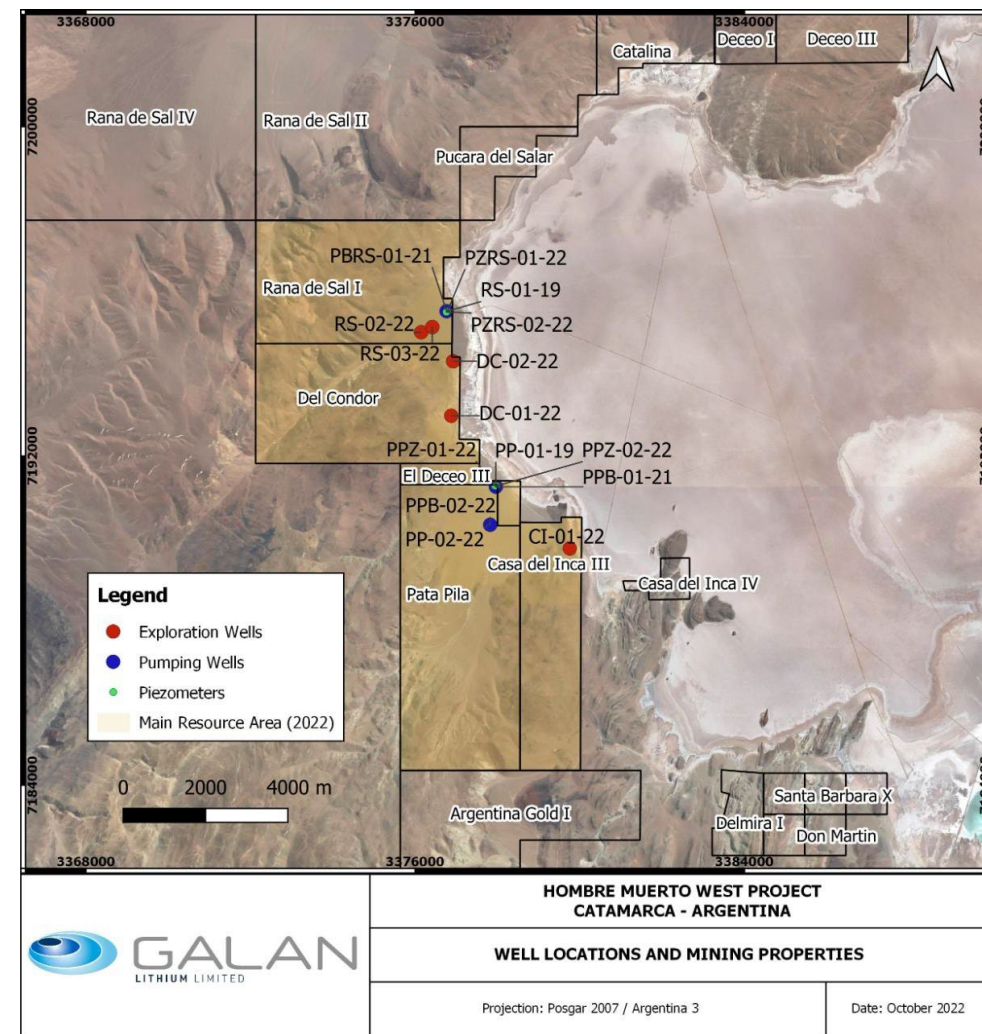 3368000
3376000
3384000
Catalina
Deceo I
Deceo III
7200000
Rana de Sal IV
Rana de Sal II
Pucara del Salar
PBRS-01-21
PZRS-01-22
Rana de Sal I
RS-01-19
RS-02-22
PZRS-02-22
RS-03-22
DC-02-22
Del Condor
DC-01-22
7192000
PPZ-01-22
PP-01-19
PPZ-02-22
El Deceo III
PPB-01-21
PPB-02-22
PP-02-22
CI-01-22
Casa del Inca III
Casa del Inca IV
Pata Pila
Legend
Exploration Wells
Pumping Wells
Piezometers
Main Resource Area (2022)
0 2000 4000 m
7184000
Argentina Gold I
Santa Barbara X
Delmira I
Don Martin
3368000
3376000
3384000
GALAN
LITHIUM LIMITED
HOMBRE MUERTO WEST PROJECT
CATAMARCA - ARGENTINA
WELL LOCATIONS AND MINING PROPERTIES
Projection: Posgar 2007 / Argentina 3
Date: October 2022